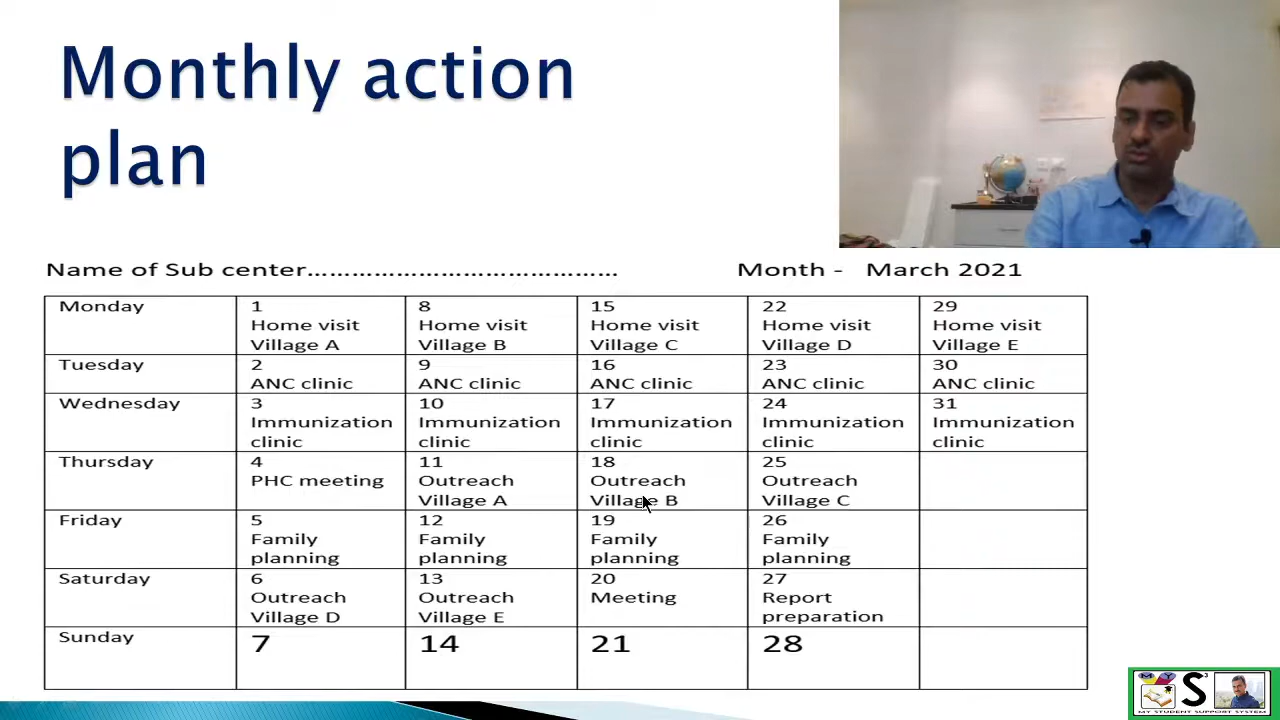 Monthly action
plan
Name of Sub center……………………………………
Month - March 2021
Monday
1
Home visit
Village A
8
Home visit
Village B
15
Home visit
Village C
22
Home visit
Village D
29
Home visit
Village E
Tuesday
2
ANC clinic
9
ANC clinic
16
ANC clinic
23
ANC clinic
30
ANC clinic
Wednesday
3
Immunization
clinic
10
Immunization
clinic
17
Immunization
clinic
24
Immunization
clinic
31
Immunization
clinic
Thursday
4
PHC meeting
11
Outreach
Village A
18
Outreach
Village B
25
Outreach
Village C
Friday
5
Family
planning
12
Family
planning
19
Family
planning
26
Family
planning
Saturday
6
Outreach
Village D
13
Outreach
Village E
20
Meeting
27
Report
preparation
Sunday
7
14
21
28
M Y
S³
MY STUDENT SUPPORT SYSTEM